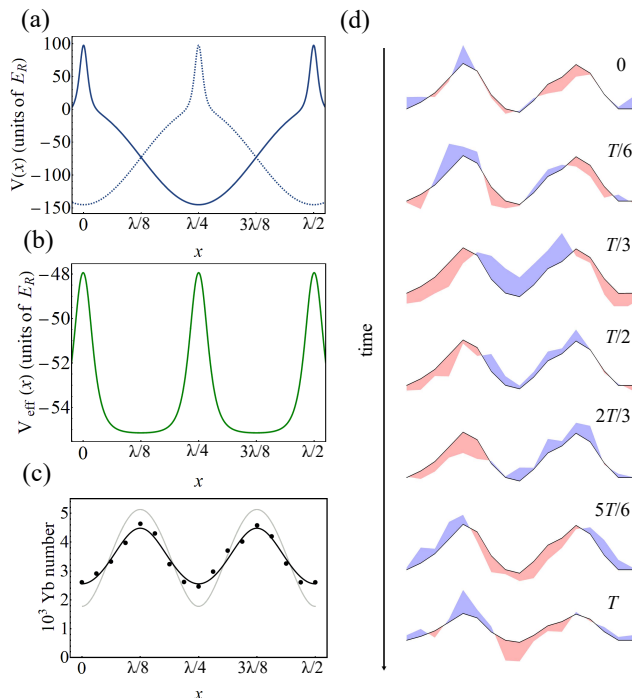 (a)
V(x) (units of E_R)
100
50
0
−50
−100
−150
0
λ/8
λ/4
3λ/8
λ/2
x
(b)
V_eff (x) (units of E_R)
−48
−50
−52
−54
0
λ/8
λ/4
3λ/8
λ/2
x
(c)
10^3 Yb number
5
4
3
2
1
0
0
λ/8
λ/4
3λ/8
λ/2
x
(d)
time
0
T/6
T/3
T/2
2T/3
5T/6
T